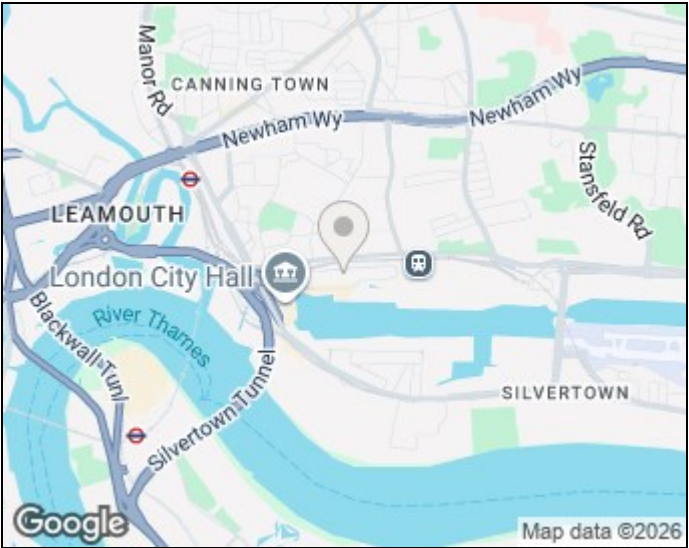 Manor Rd
CANNING TOWN
Newham Wy
Newham Wy
Stansfeld Rd
LEAMOUTH
London City Hall
River Thames
Blackwall Tunl
Silvertown Tunnel
SILVERTOWN
Google
Map data ©2026